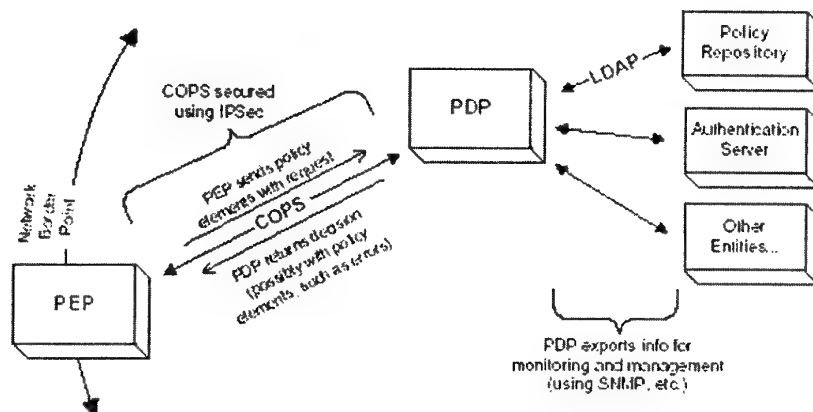 Policy
Repository
LDAP
PDP
COPS secured
using IPSec
Authentication
Server
PEP sends policy
elements with request
COPS
Network
Border
Point
PDP returns decision
(possibly with policy
elements, such as errors)
Other
Entities...
PEP
PDP exports info for
monitoring and management
(using SNMP, etc.)